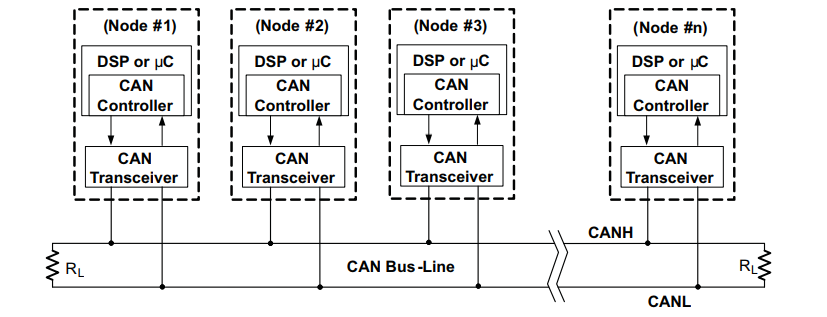 (Node #1)
DSP or μC
CAN
Controller
CAN
Transceiver
(Node #2)
DSP or μC
CAN
Controller
CAN
Transceiver
(Node #3)
DSP or μC
CAN
Controller
CAN
Transceiver
(Node #n)
DSP or μC
CAN
Controller
CAN
Transceiver
CANH
RL
CAN Bus-Line
RL
CANL